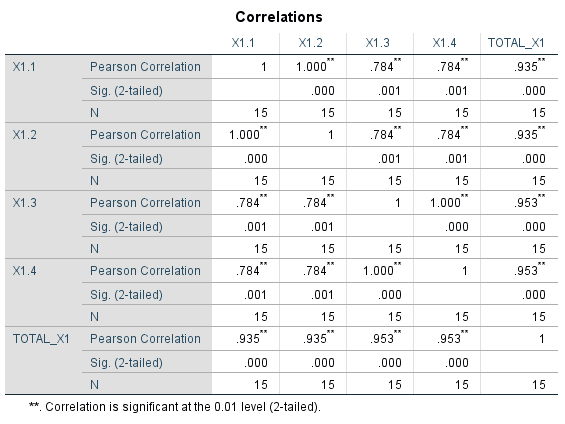 Correlations
X1.1 X1.2 X1.3 X1.4 TOTAL_X1
X1.1 Pearson Correlation 1 1.000** .784** .784** .935**
Sig. (2-tailed) .000 .001 .001 .000
N 15 15 15 15 15
X1.2 Pearson Correlation 1.000** 1 .784** .784** .935**
Sig. (2-tailed) .000 .001 .001 .000
N 15 15 15 15 15
X1.3 Pearson Correlation .784** .784** 1 1.000** .953**
Sig. (2-tailed) .001 .001 .000 .000
N 15 15 15 15 15
X1.4 Pearson Correlation .784** .784** 1.000** 1 .953**
Sig. (2-tailed) .001 .001 .000 .000
N 15 15 15 15 15
TOTAL_X1 Pearson Correlation .935** .935** .953** .953** 1
Sig. (2-tailed) .000 .000 .000 .000
N 15 15 15 15 15
**. Correlation is significant at the 0.01 level (2-tailed).